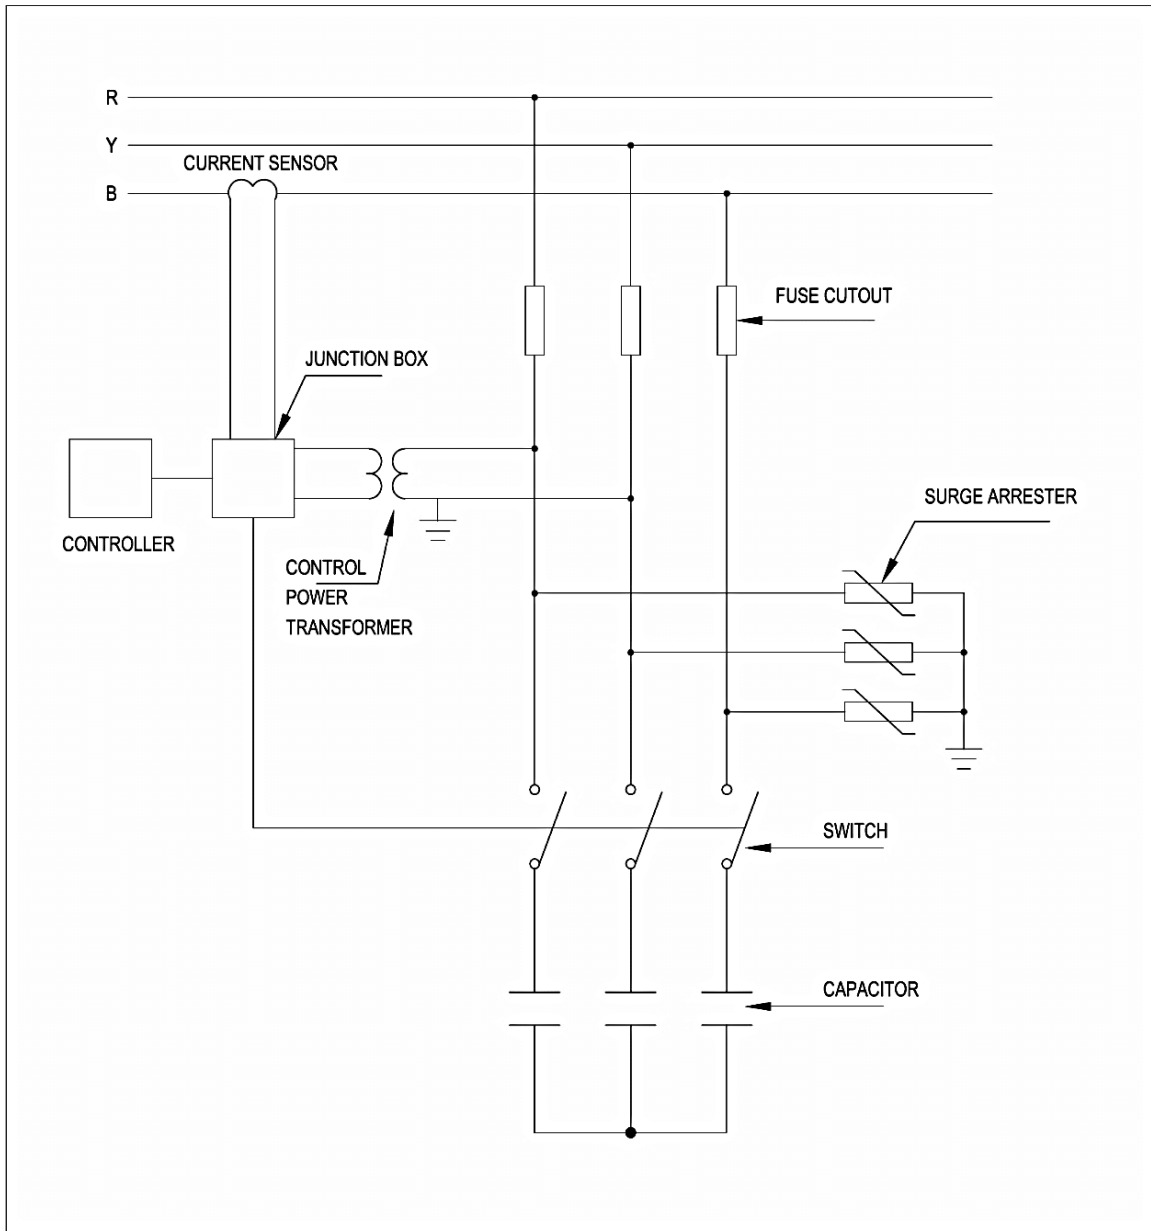 R
Y
CURRENT SENSOR
B
FUSE CUTOUT
JUNCTION BOX
SURGE ARRESTER
CONTROLLER
CONTROL
POWER
TRANSFORMER
SWITCH
CAPACITOR